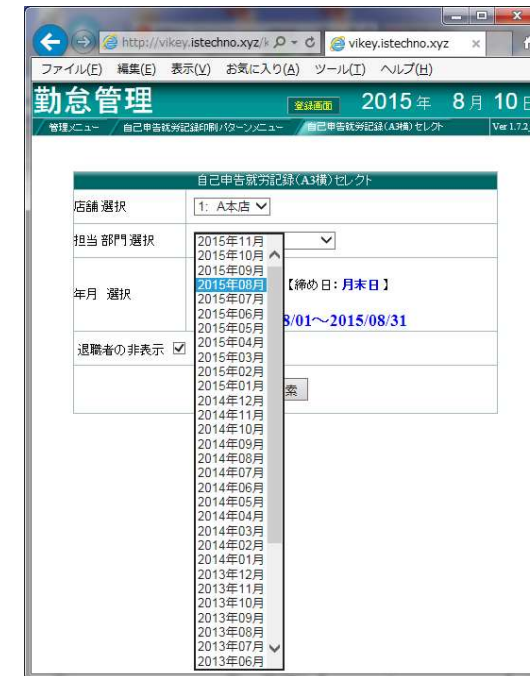 http://vikey.istechno.xyz/k
vikey.istechno.xyz
ファイル(F) 編集(E) 表示(V) お気に入り(A) ツール(T) ヘルプ(H)
勤怠管理 登録画面 2015年 8月 10日
管理メニュー 自己申告就労記録印刷パターンメニュー 自己申告就労記録(A3横)セレクト Ver 1.7.2
自己申告就労記録(A3横)セレクト
店舗選択 1: A本店
担当部門選択
年月 選択 【締め日:月末日】
8/01～2015/08/31
退職者の非表示
索
2015年11月
2015年10月
2015年09月
2015年08月
2015年07月
2015年06月
2015年05月
2015年04月
2015年03月
2015年02月
2015年01月
2014年12月
2014年11月
2014年10月
2014年09月
2014年08月
2014年07月
2014年06月
2014年05月
2014年04月
2014年03月
2014年02月
2014年01月
2013年12月
2013年11月
2013年10月
2013年09月
2013年08月
2013年07月
2013年06月